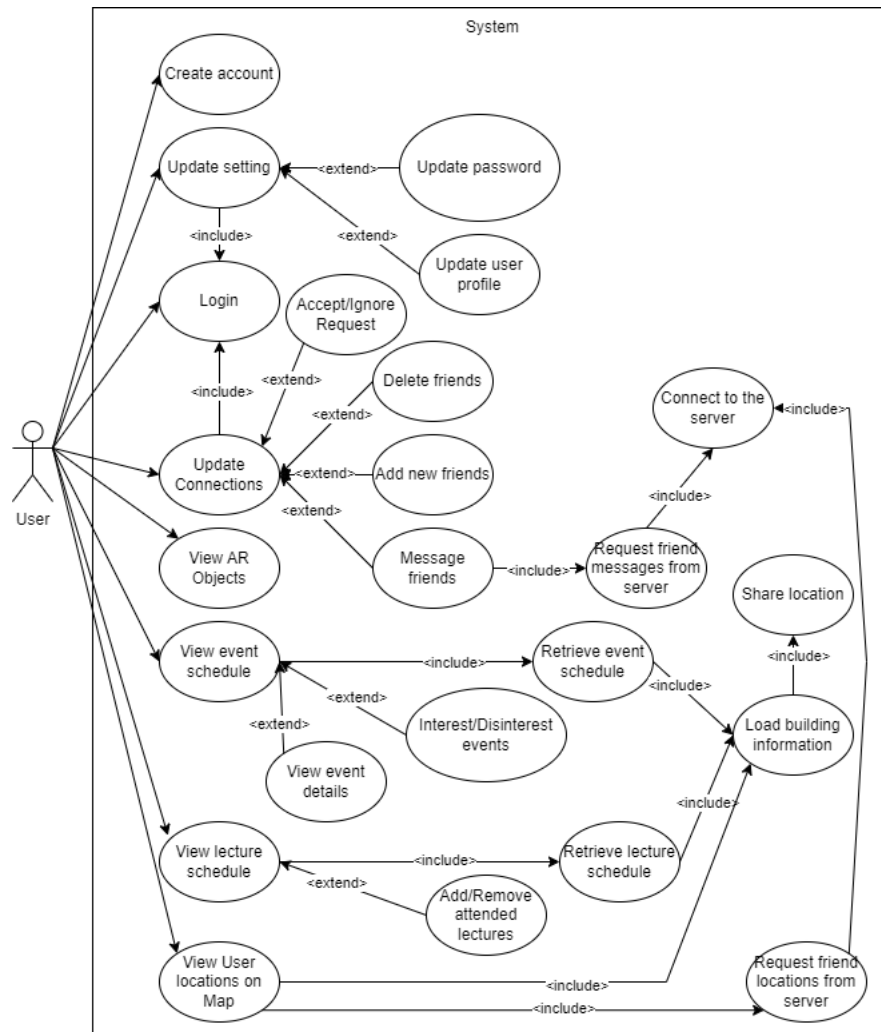 System
Create account
Update setting
<extend>
Update password
<include>
<extend>
Update user
profile
Login
Accept/Ignore
Request
<include>
<extend>
Delete friends
<extend>
Connect to the
server
<include>
User
Update
Connections
<extend>
Add new friends
<extend>
<include>
View AR
Objects
Message
friends
<include>
Request friend
messages from
server
Share location
View event
schedule
<include>
Retrieve event
schedule
<include>
<include>
<extend>
<extend>
Interest/Disinterest
events
Load building
information
View event
details
<include>
View lecture
schedule
<include>
Retrieve lecture
schedule
<extend>
Add/Remove
attended
lectures
View User
locations on
Map
<include>
<include>
Request friend
locations from
server